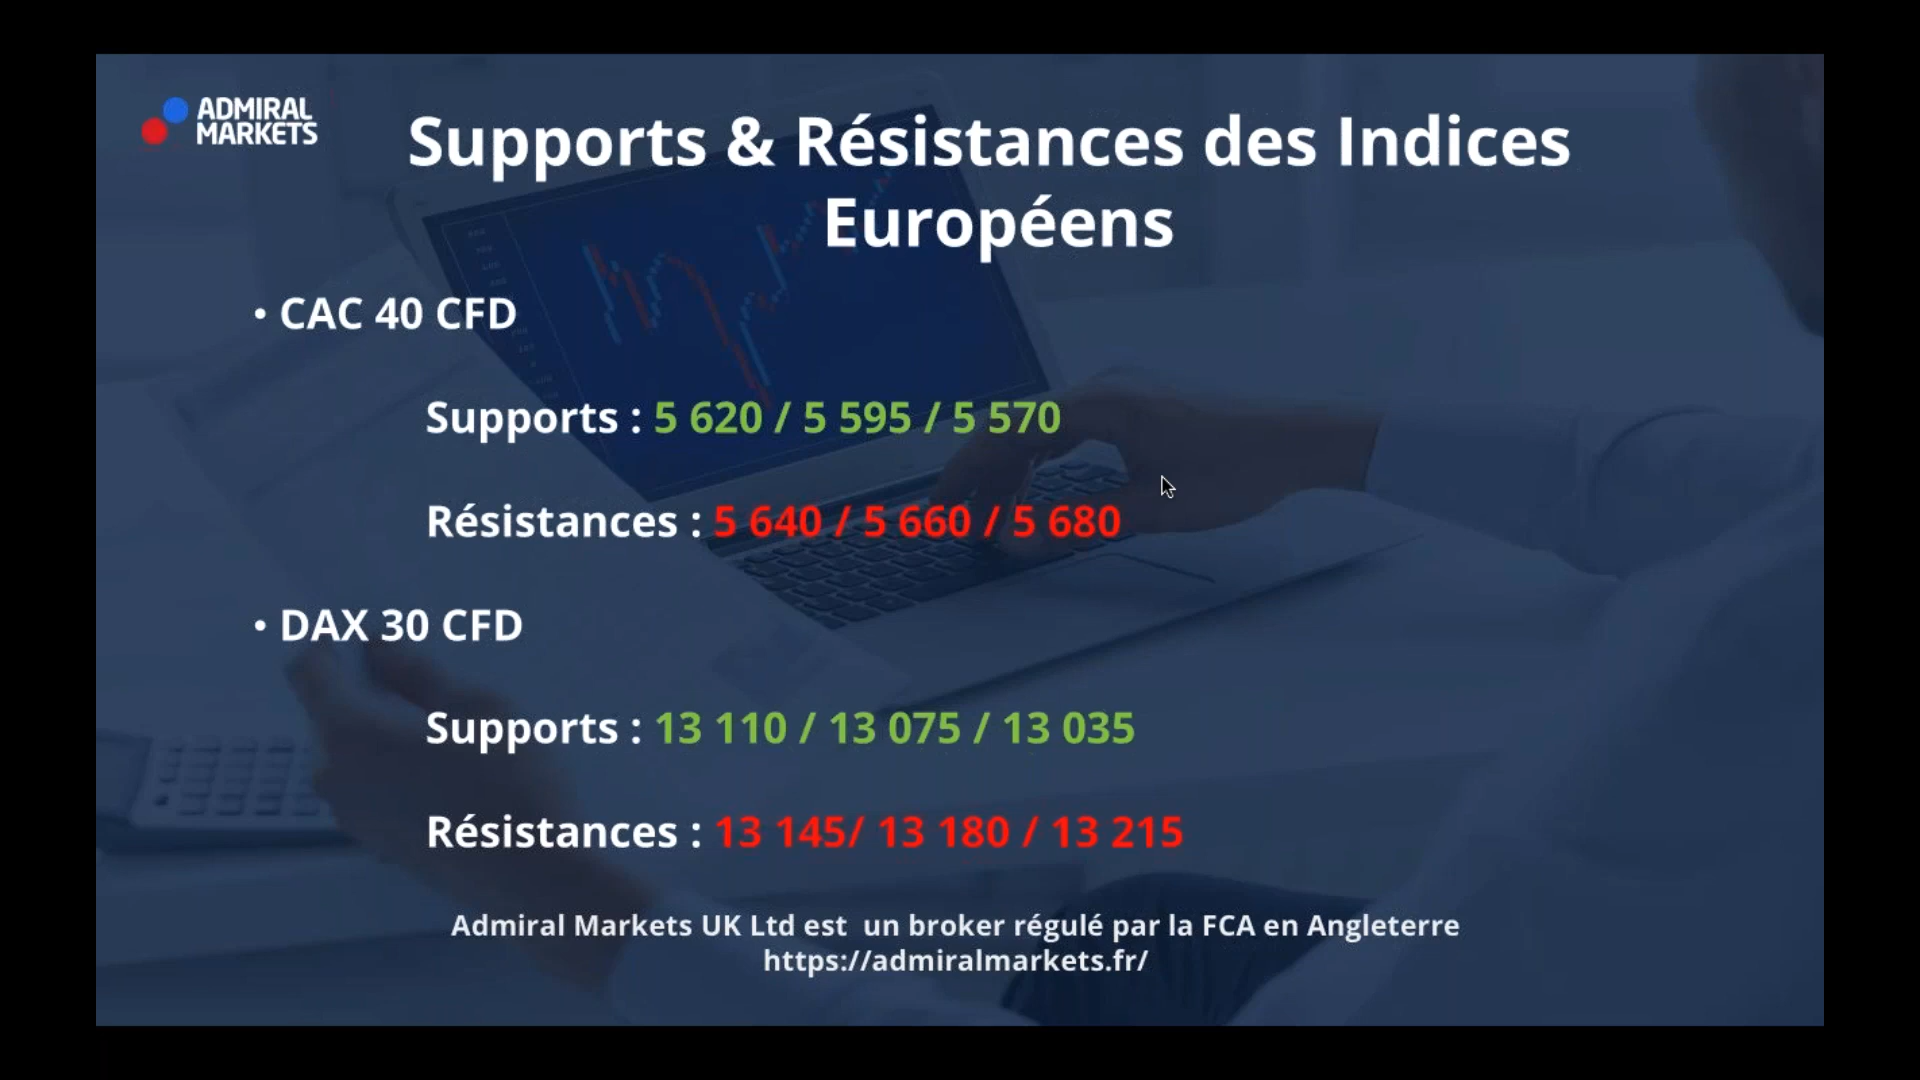 ADMIRAL
MARKETS
Supports & Résistances des Indices
Européens
• CAC 40 CFD
Supports : 5 620 / 5 595 / 5 570
Résistances : 5 640 / 5 660 / 5 680
• DAX 30 CFD
Supports : 13 110 / 13 075 / 13 035
Résistances : 13 145/ 13 180 / 13 215
Admiral Markets UK Ltd est  un broker régulé par la FCA en Angleterre
https://admiralmarkets.fr/